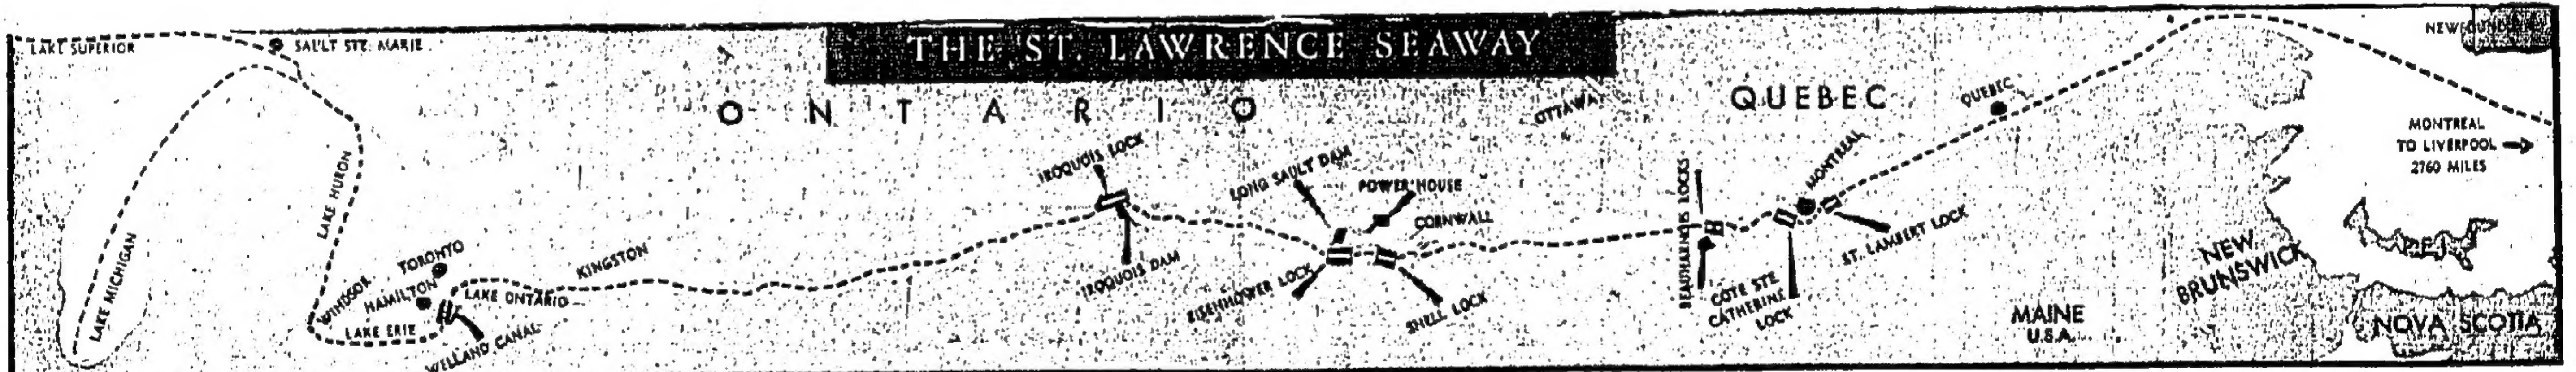 THE ST. LAWRENCE SEAWAY
LAKE SUPERIOR
SAULT STE. MARIE
ONTARIO
OTTAWA
QUEBEC
QUEBEC
MONTREAL
TO LIVERPOOL
2760 MILES
LAKE MICHIGAN
LAKE HURON
WINDSOR
TORONTO
HAMILTON
LAKE ERIE
LAKE ONTARIO
WELLAND CANAL
KINGSTON
IROQUOIS LOCK
IROQUOIS DAM
LONG SAULT DAM
POWER HOUSE
CORNWALL
EISENHOWER LOCK
SNELL LOCK
BEAUHARNOIS LOCKS
MONTREAL
COTE STE
CATHERINE
LOCK
ST. LAMBERT LOCK
MAINE
U.S.A.
NEW
BRUNSWICK
P.E.I.
NOVA SCOTIA